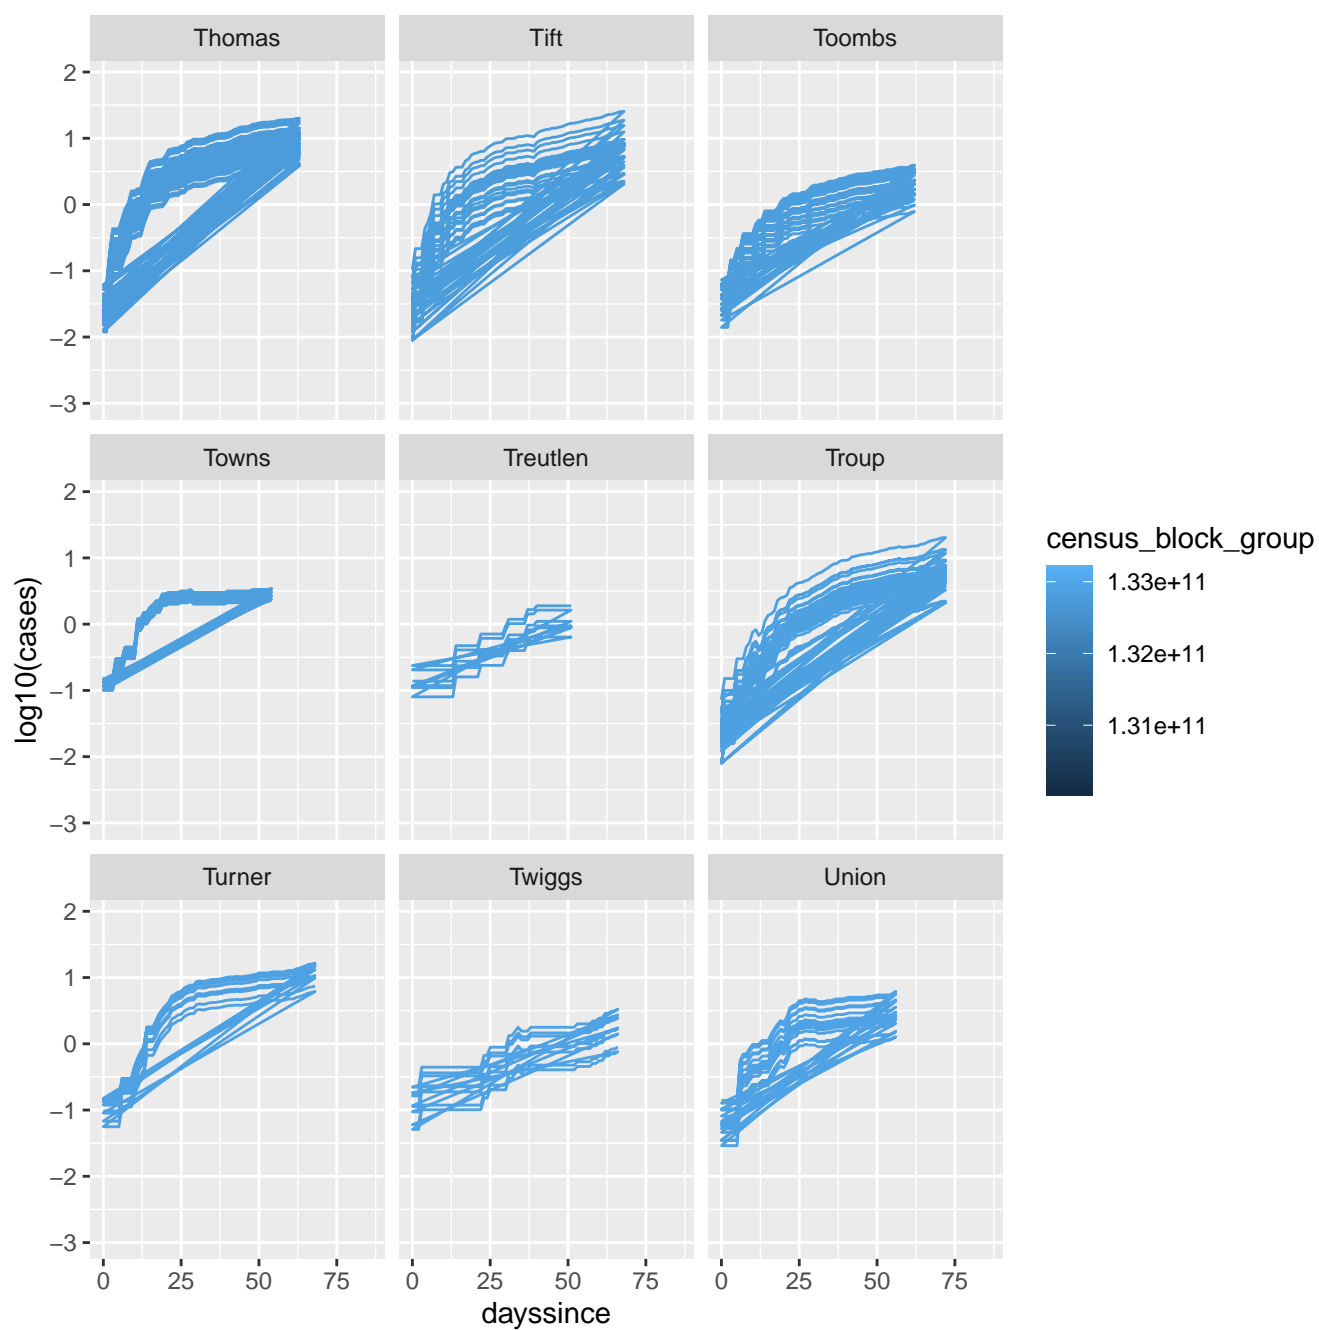 Thomas Tift Toombs
2
1
0
−1
−2
−3
Towns Treutlen Troup
2
1
0
−1
−2
−3
Turner Twiggs Union
2
1
0
−1
−2
−3
0 25 50 75 0 25 50 75 0 25 50 75
dayssince
log10(cases)
census_block_group
1.33e+11
1.32e+11
1.31e+11